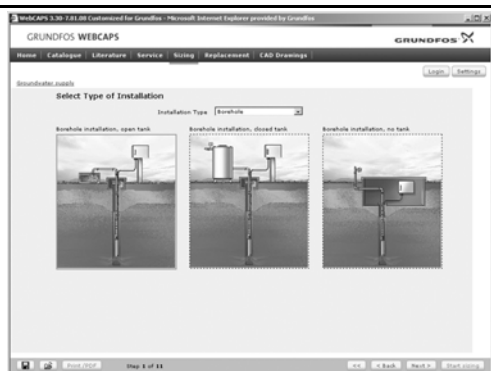 WebCAPS 3.30-7.01.08 Customized for Grundfos - Microsoft Internet Explorer provided by Grundfos
GRUNDFOS WEBCAPS
GRUNDFOS
Home Catalogue Literature Service Sizing Replacement CAD Drawings
Login Settings
Groundwater supply
Select Type of Installation
Installation Type Borehole
Borehole installation, open tank Borehole installation, closed tank Borehole installation, no tank
Print/PDF Step 1 of 11 << < Back Next > Start sizing